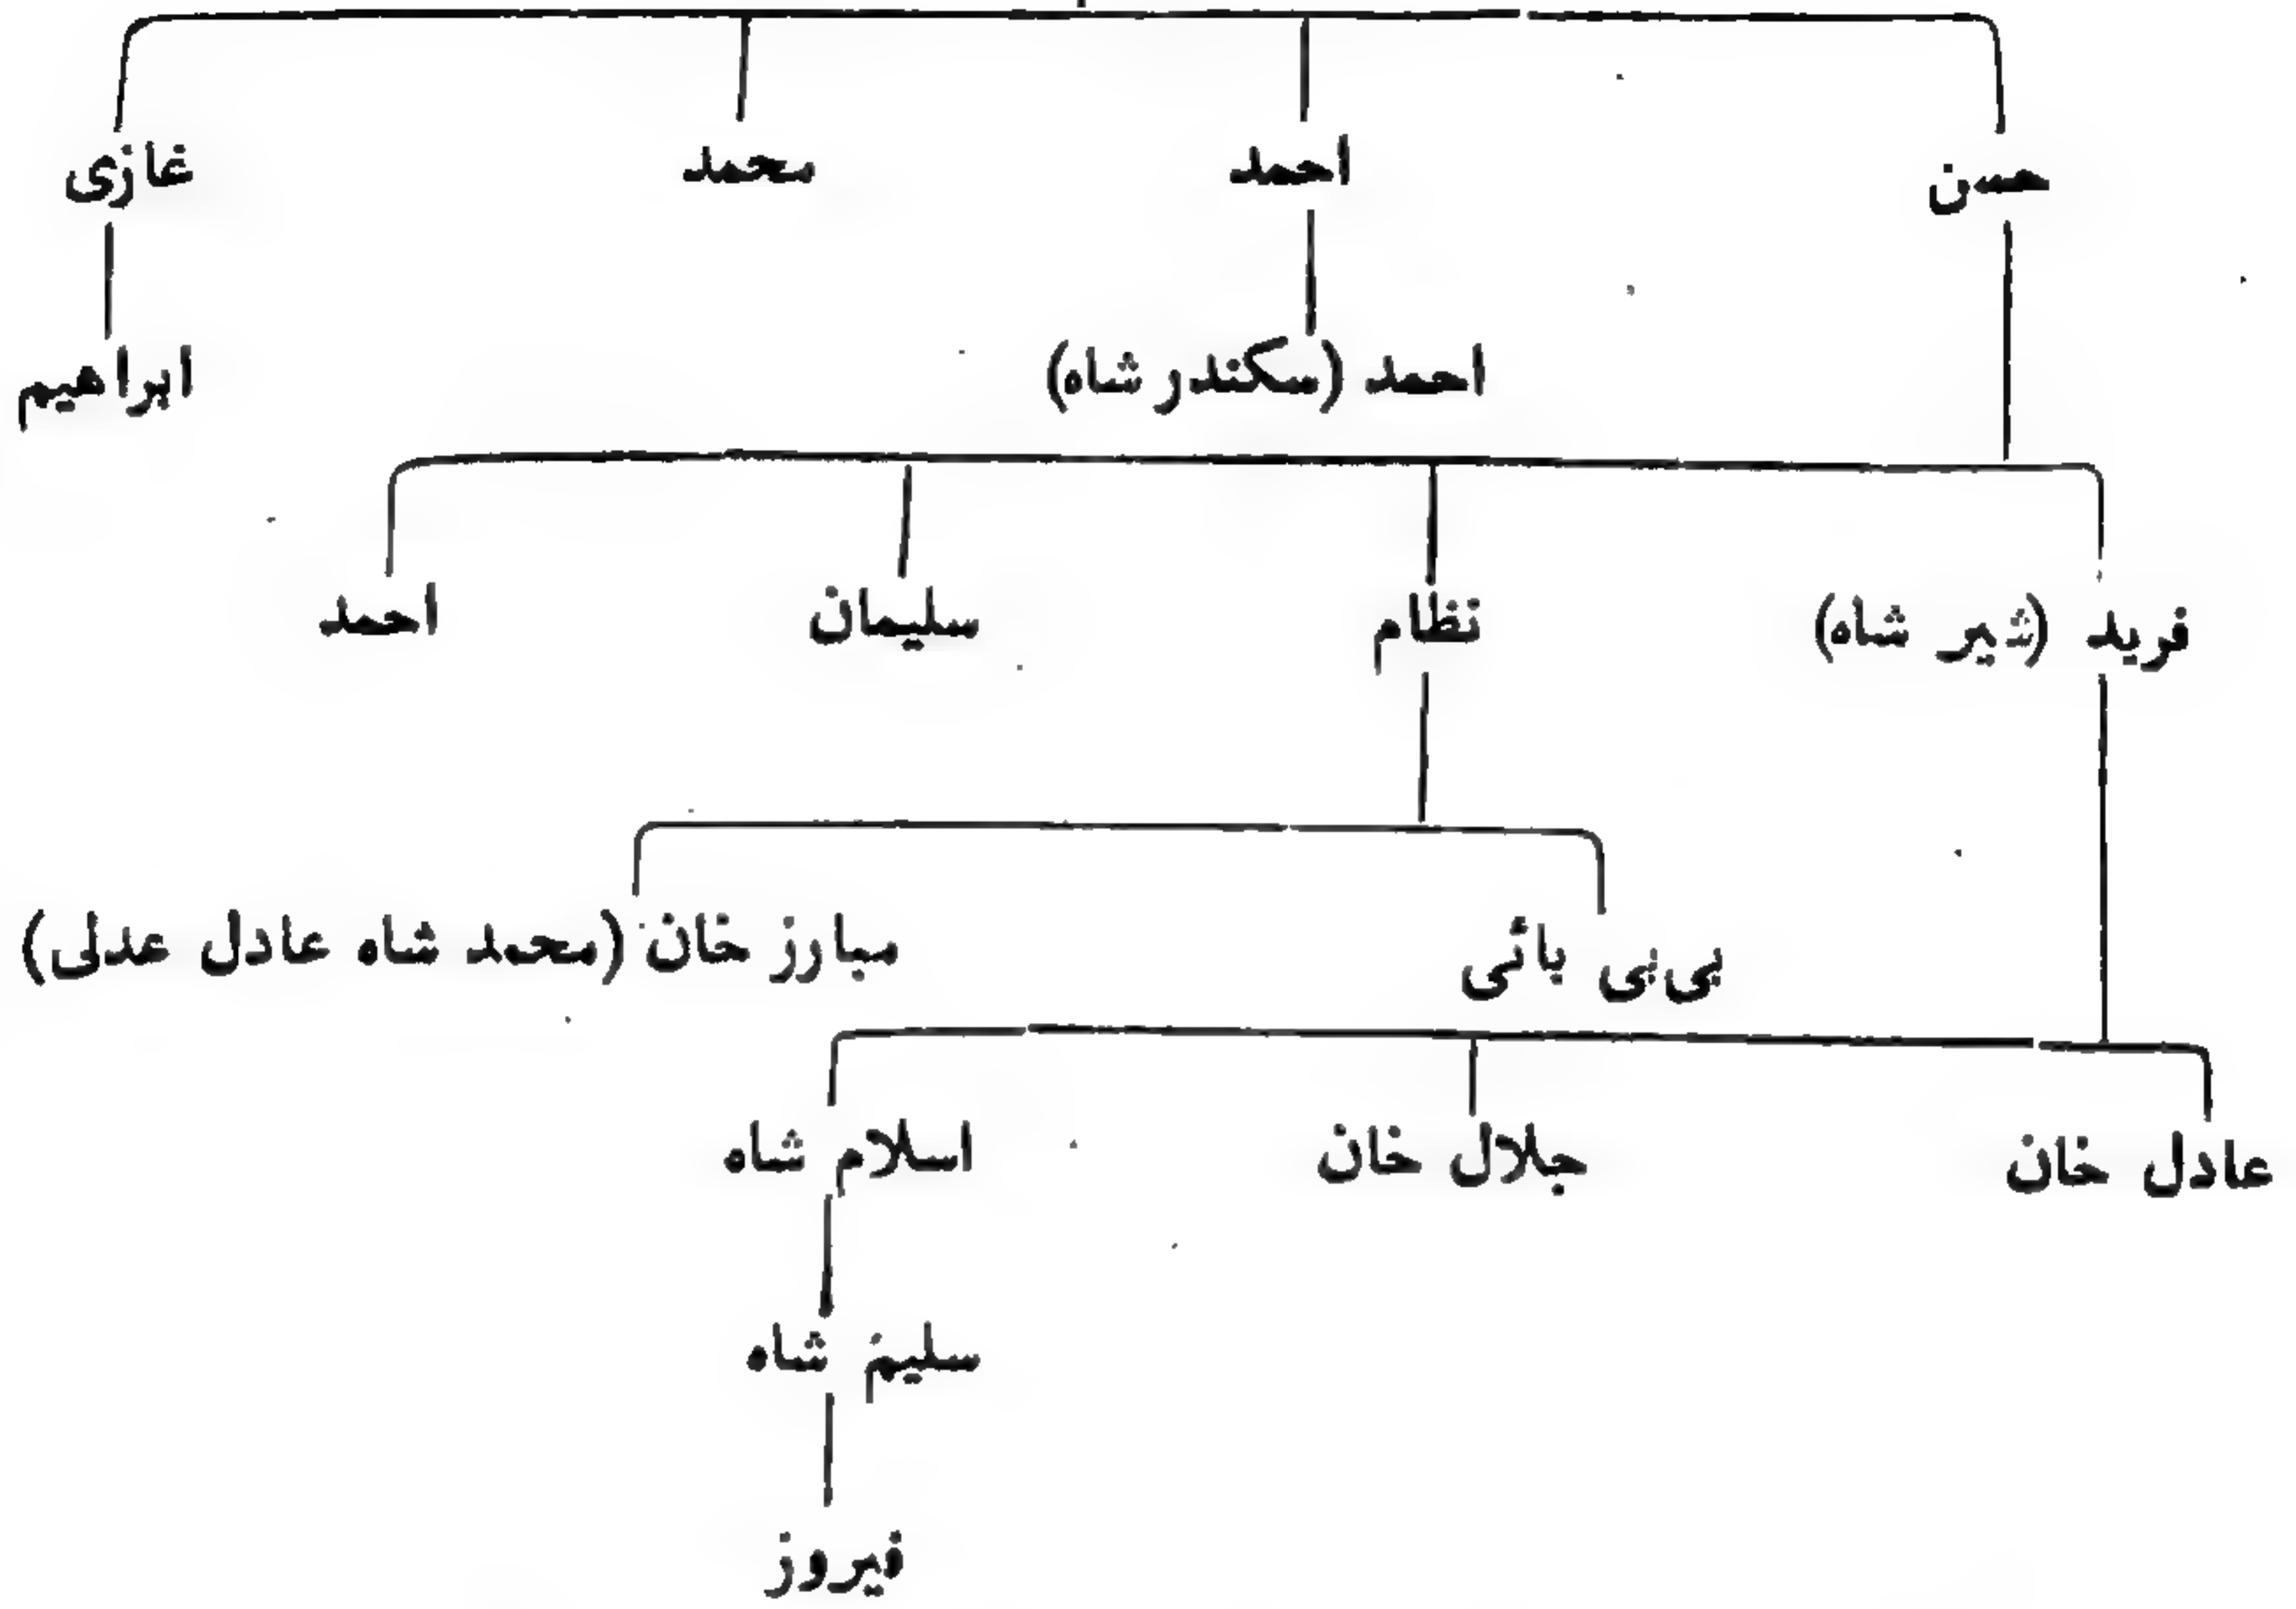 حسن احمد محمد غازی
احمد (سکندر شاه) ابراهیم
فرید (شیر شاه) نظام سلیمان احمد
بی‌بی بائی مبارز خان (محمد شاه عادل عدلی)
عادل خان جلال خان اسلام شاه
سلیم شاه
فیروز